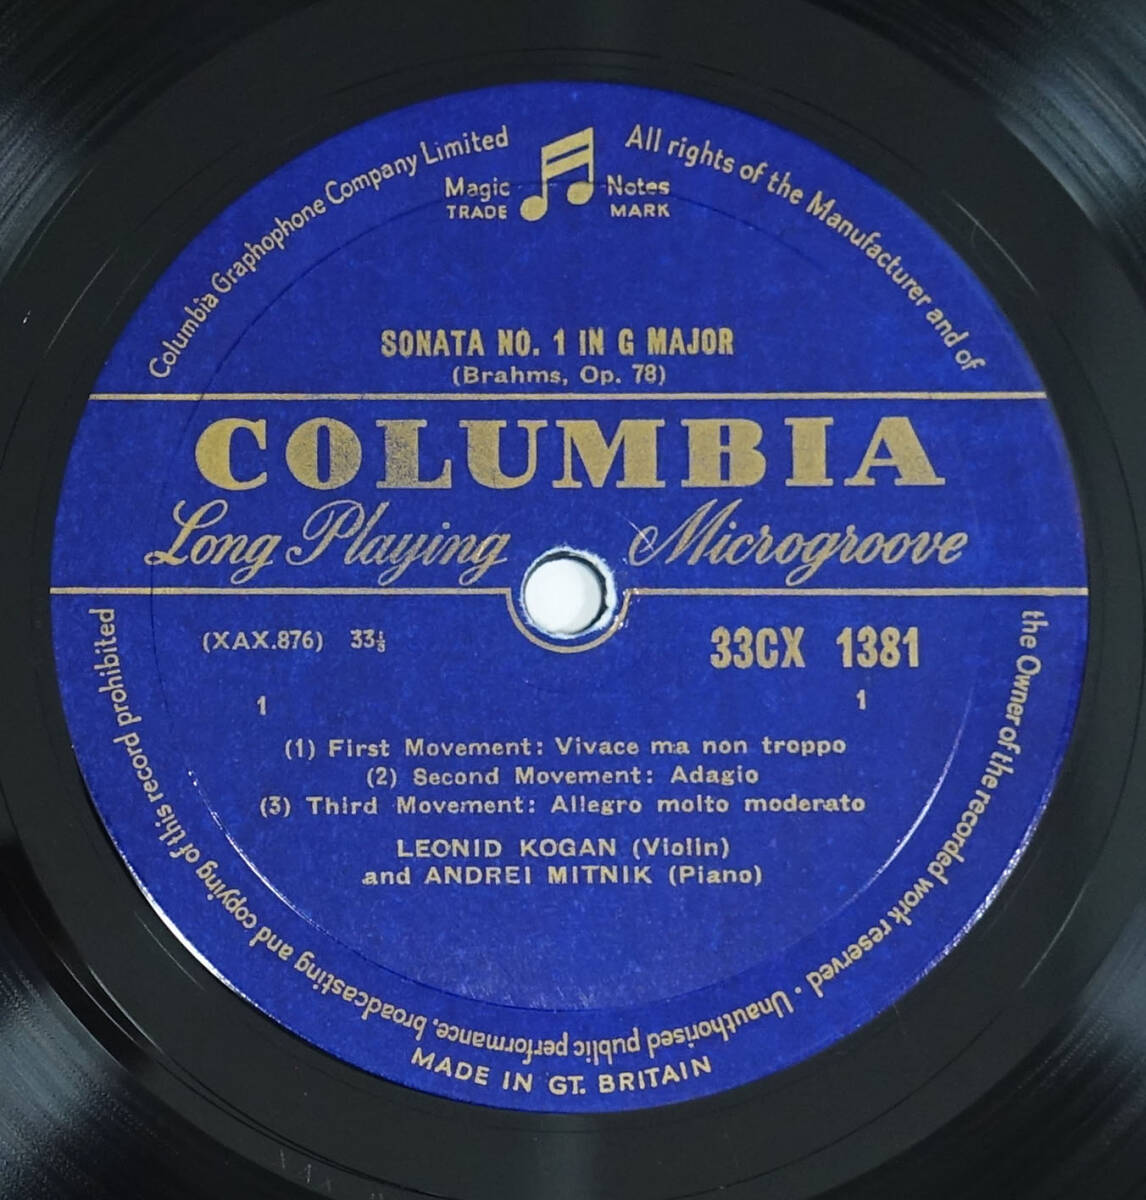 Columbia Graphophone Company Limited
All rights of the Manufacturer and of the Owner of the recorded work reserved · Unauthorised public performance, broadcasting and copying of this record prohibited
Magic Notes
TRADE MARK
SONATA NO. 1 IN G MAJOR
(Brahms, Op. 78)
COLUMBIA
Long Playing Microgroove
(XAX.876) 33⅓ 33CX 1381
1 1
(1) First Movement: Vivace ma non troppo
(2) Second Movement: Adagio
(3) Third Movement: Allegro molto moderato
LEONID KOGAN (Violin)
and ANDREI MITNIK (Piano)
MADE IN GT. BRITAIN